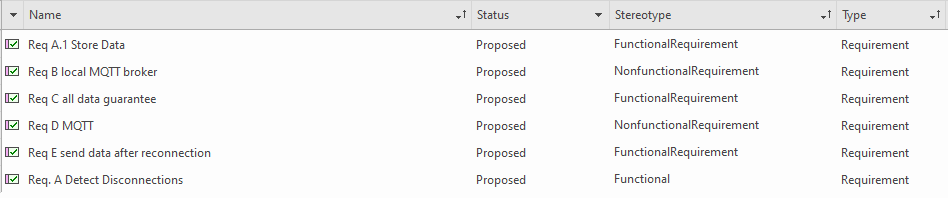 Name Status Stereotype Type
Req A.1 Store Data Proposed FunctionalRequirement Requirement
Req B local MQTT broker Proposed NonfunctionalRequirement Requirement
Req C all data guarantee Proposed FunctionalRequirement Requirement
Req D MQTT Proposed NonfunctionalRequirement Requirement
Req E send data after reconnection Proposed FunctionalRequirement Requirement
Req. A Detect Disconnections Proposed Functional Requirement